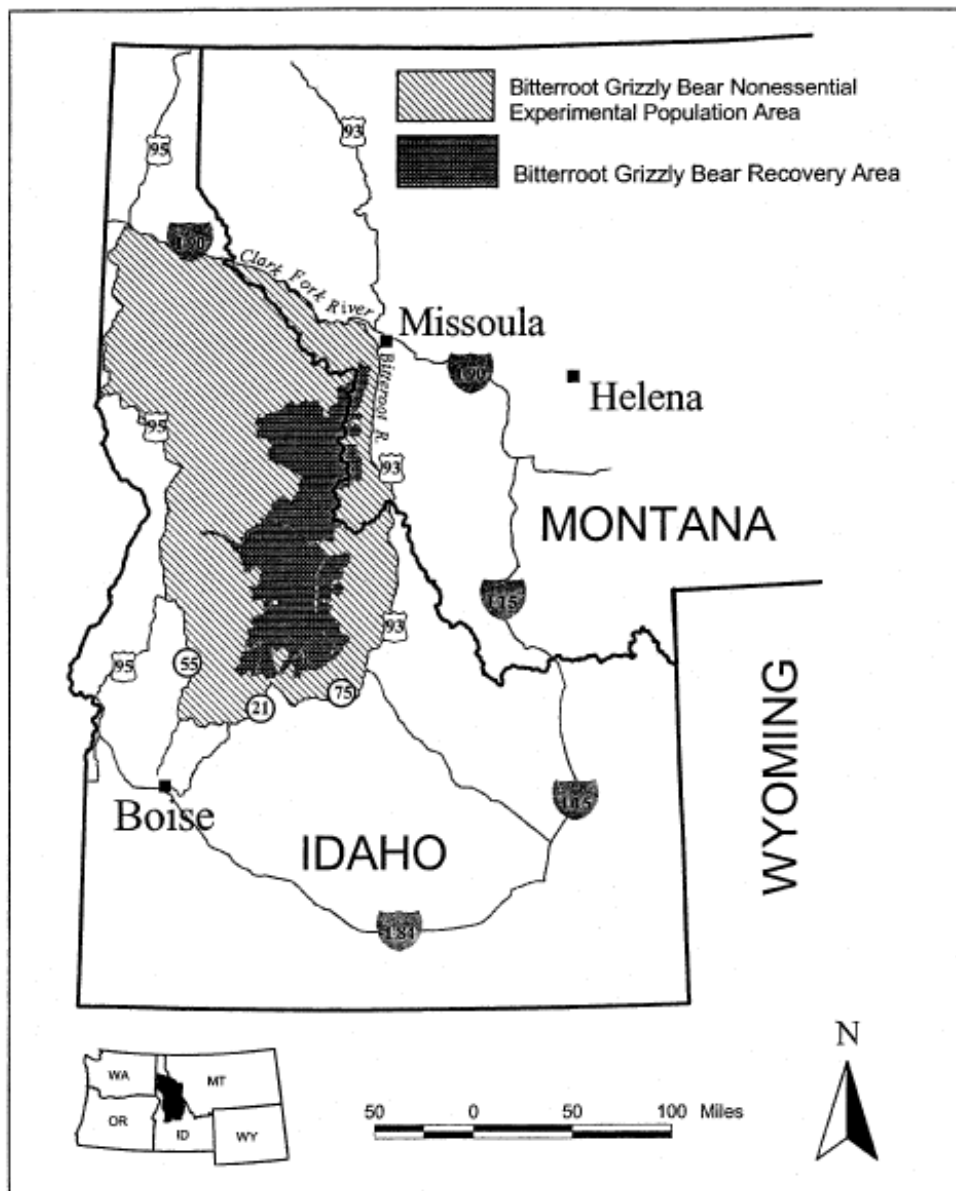 Bitterroot Grizzly Bear Nonessential
Experimental Population Area
Bitterroot Grizzly Bear Recovery Area
93
95
I-90
Clark Fork River
Missoula
Bitterroot R.
I-90
Helena
95
93
MONTANA
I-15
93
95
55
75
21
WYOMING
I-15
Boise
IDAHO
I-84
N
WA
MT
OR
ID
WY
50 0 50 100 Miles